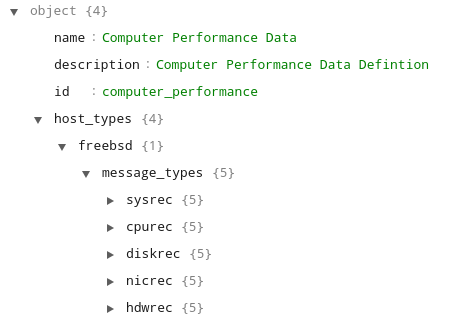 object {4}
name : Computer Performance Data
description : Computer Performance Data Defintion
id : computer_performance
host_types {4}
freebsd {1}
message_types {5}
sysrec {5}
cpurec {5}
diskrec {5}
nicrec {5}
hdwrec {5}